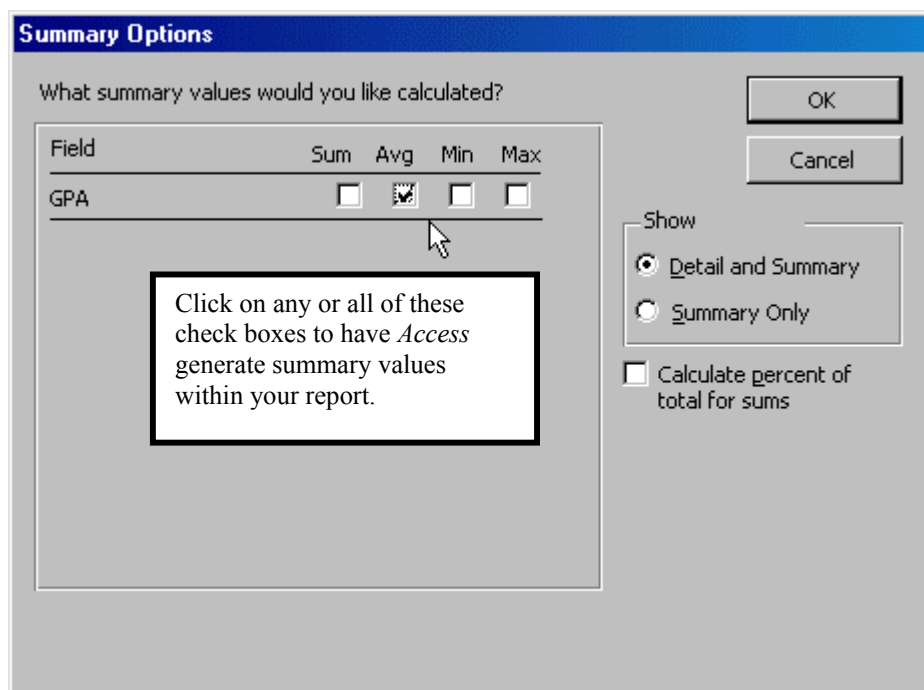 Summary Options
What summary values would you like calculated?
Field Sum Avg Min Max
GPA
Click on any or all of these
check boxes to have Access
generate summary values
within your report.
OK
Cancel
Show
Detail and Summary
Summary Only
Calculate percent of
total for sums